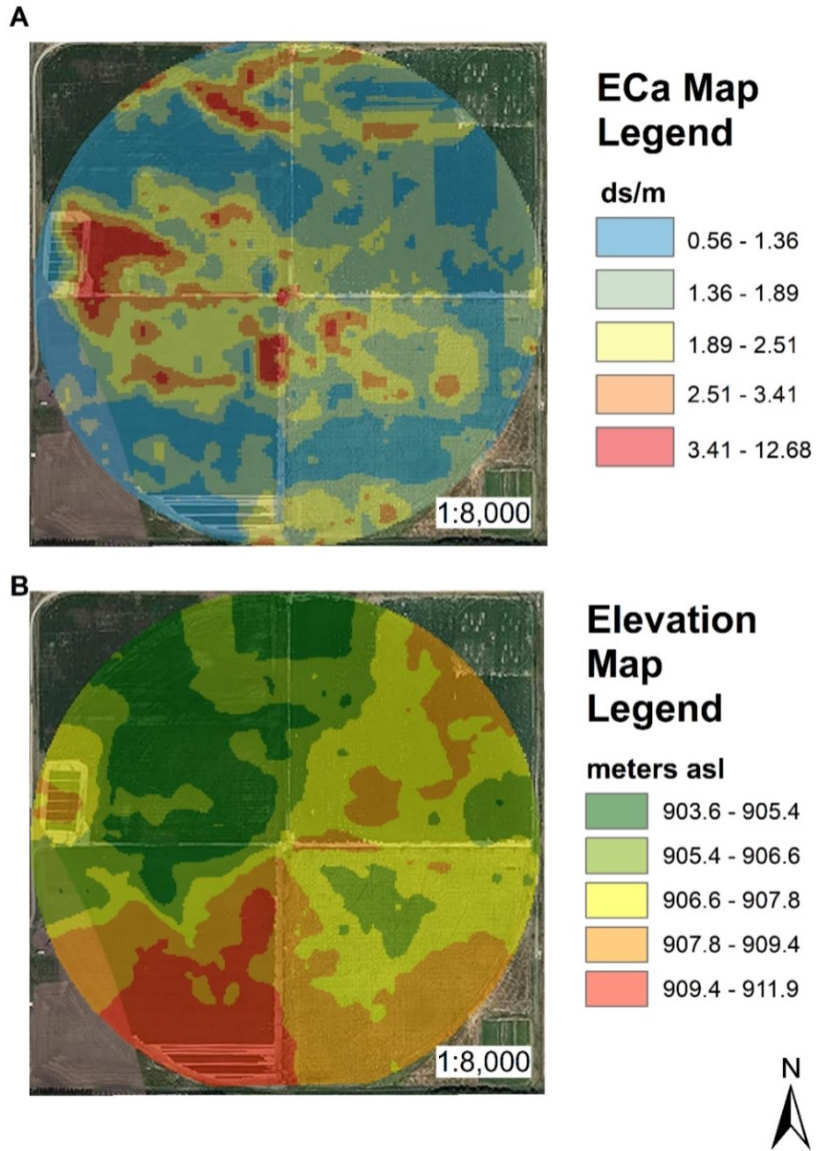 A
ECa Map
Legend
ds/m
0.56 - 1.36
1.36 - 1.89
1.89 - 2.51
2.51 - 3.41
3.41 - 12.68
1:8,000
B
Elevation
Map
Legend
meters asl
903.6 - 905.4
905.4 - 906.6
906.6 - 907.8
907.8 - 909.4
909.4 - 911.9
1:8,000
N